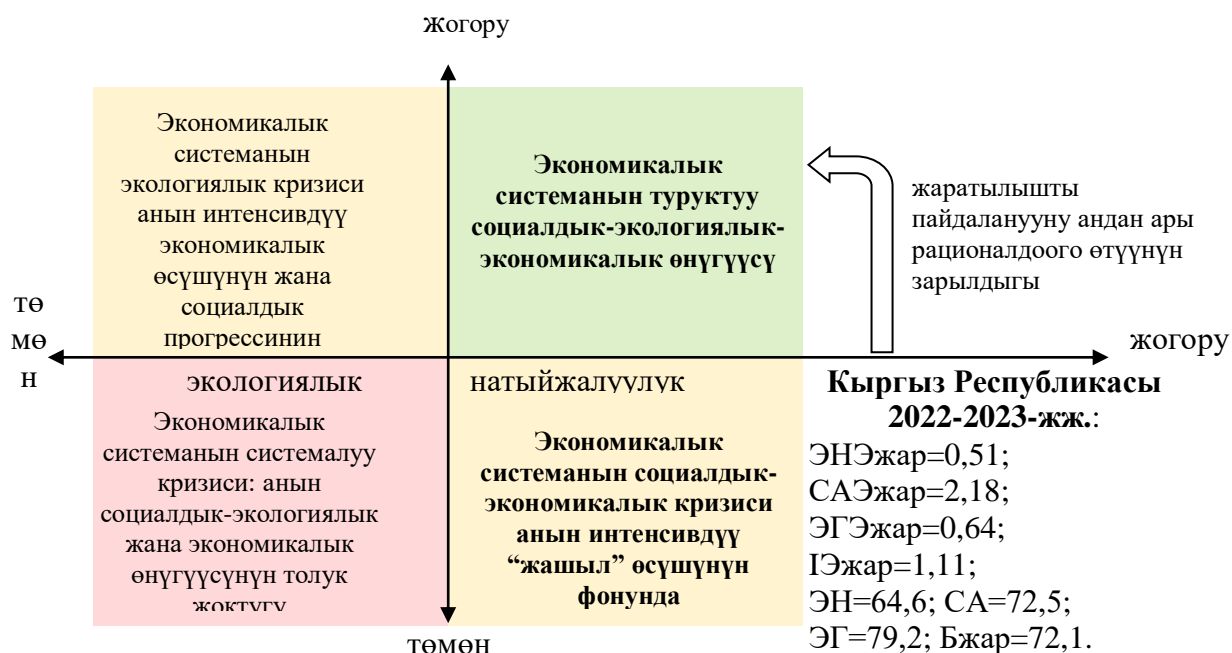 жогору
Экономикалык
системанын
экологиялык кризиси
анын интенсивдүү
экономикалык
өсүшүнүн жана
социалдык
прогрессинин
Экономикалык
системанын туруктуу
социалдык-экологиялык-
экономикалык өнүгүүсү
жаратылышты
пайдаланууну андан ары
рационалдоого өтүүнүн
зарылдыгы
тө
мө
н
жогору
экологиялык
натыйжалуулук
Экономикалык
системанын системалуу
кризиси: анын
социалдык-экологиялык
жана экономикалык
өнүгүүсүнүн толук
жоктугу
Экономикалык
системанын социалдык-
экономикалык кризиси
анын интенсивдүү
“жашыл” өсүшүнүн
фонунда
Кыргыз Республикасы
2022-2023-жж.:
ЭНЭжар=0,51;
САЭжар=2,18;
ЭГЭжар=0,64;
IЭжар=1,11;
ЭН=64,6; СА=72,5;
ЭГ=79,2; Бжар=72,1.
төмөн